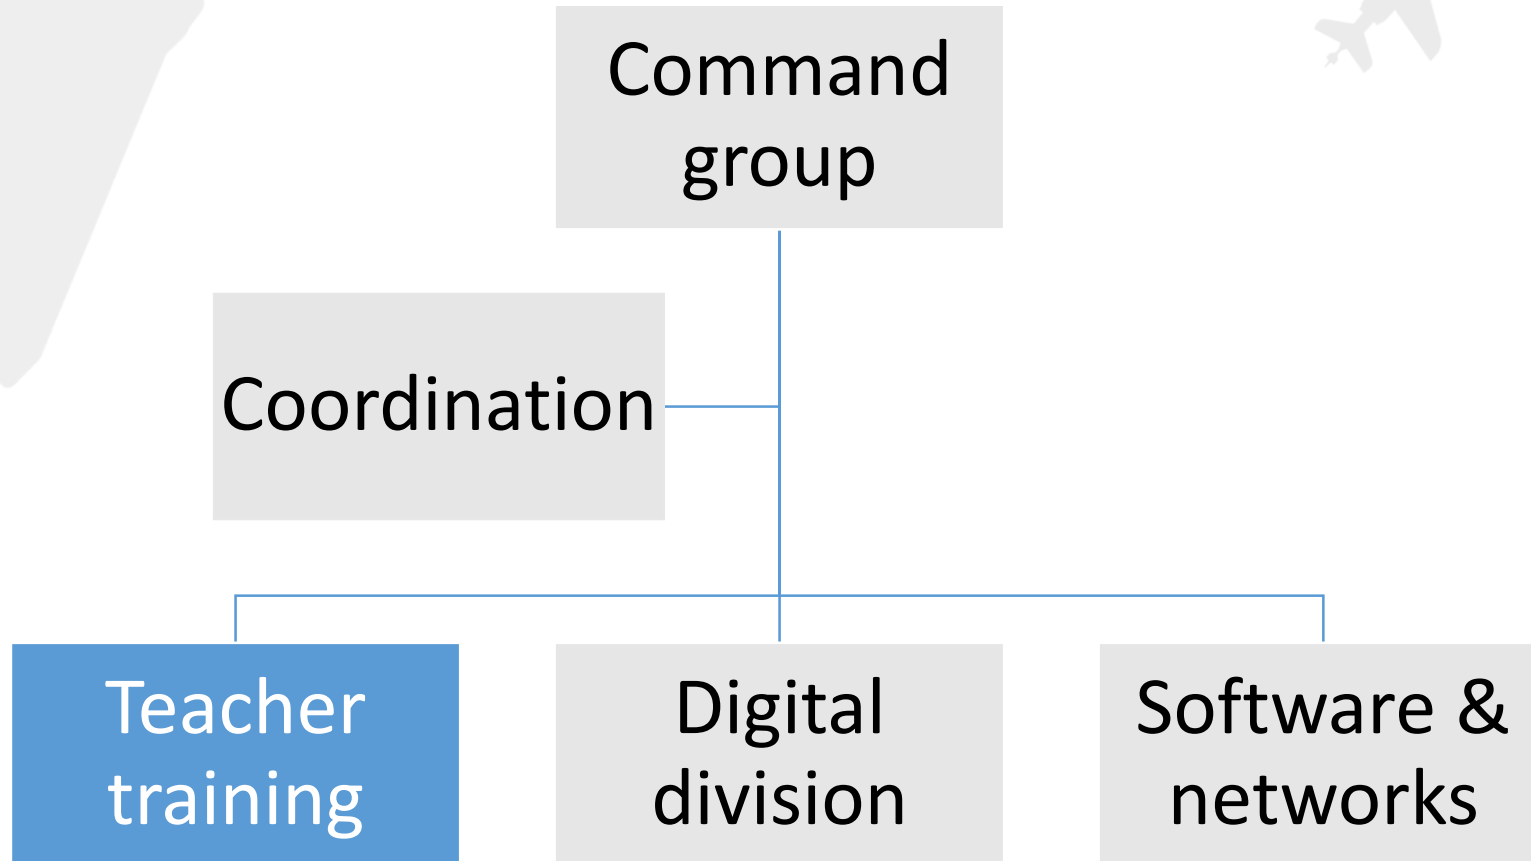 Command
group
Coordination
Teacher
training
Digital
division
Software &
networks